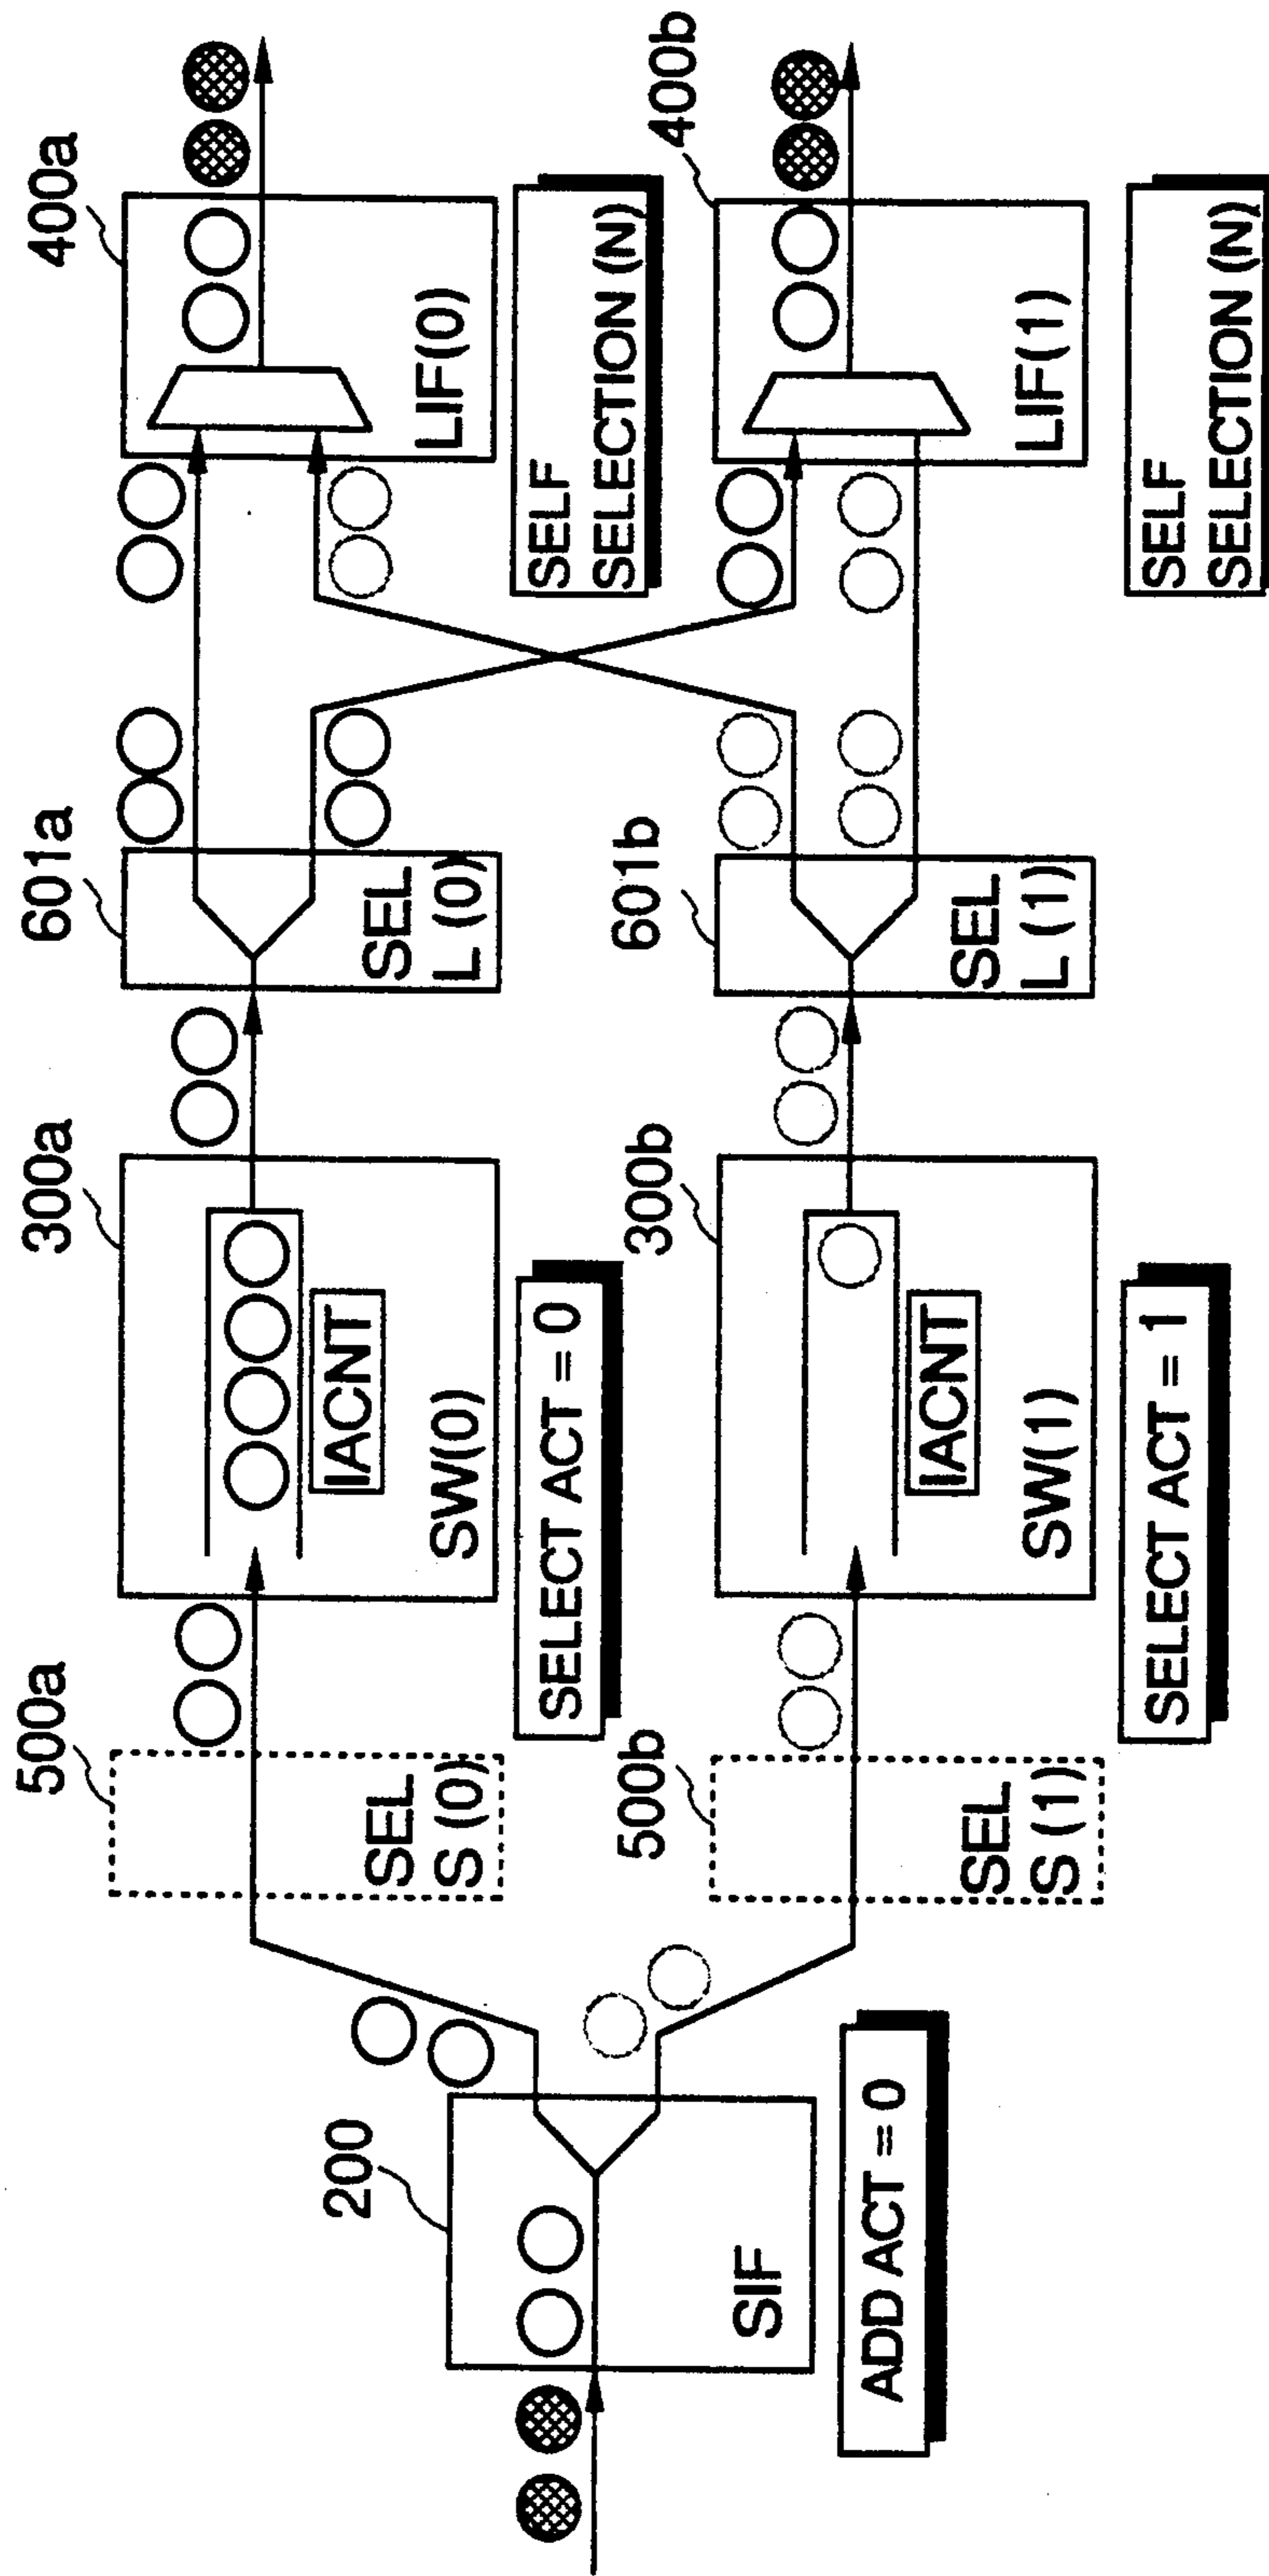 200
SIF
ADD ACT = 0
500a
SEL
S (0)
500b
SEL
S (1)
300a
IACNT
SW(0)
SELECT ACT = 0
300b
IACNT
SW(1)
SELECT ACT = 1
601a
SEL
L (0)
601b
SEL
L (1)
400a
LIF(0)
SELF
SELECTION (N)
400b
LIF(1)
SELF
SELECTION (N)